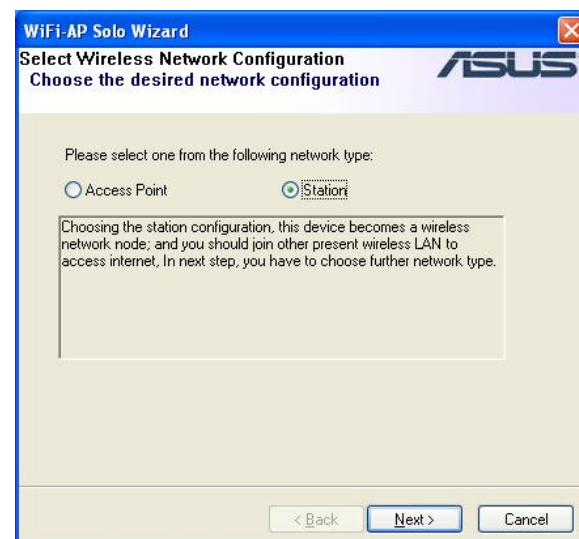 WiFi-AP Solo Wizard
Select Wireless Network Configuration
Choose the desired network configuration
ASUS
Please select one from the following network type:
Access Point Station
Choosing the station configuration, this device becomes a wireless
network node; and you should join other present wireless LAN to
access internet, In next step, you have to choose further network type.
< Back Next > Cancel